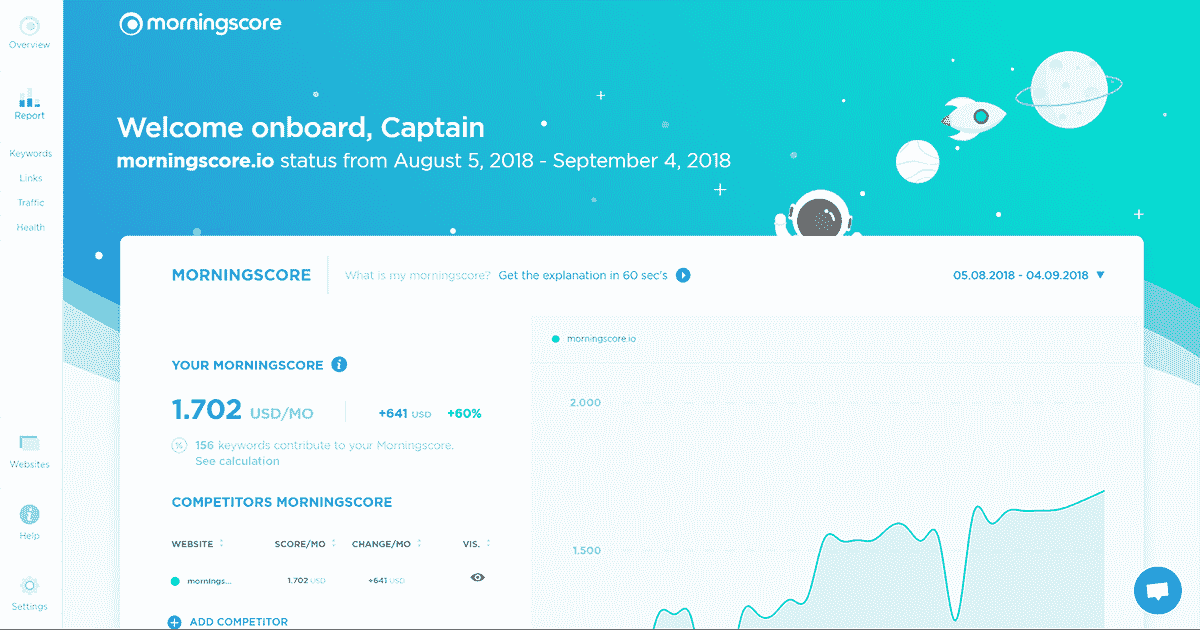 morningscore
Overview
Report
Keywords
Links
Traffic
Health
Websites
Help
Settings
Welcome onboard, Captain
morningscore.io status from August 5, 2018 - September 4, 2018
MORNINGSCORE What is my morningscore? Get the explanation in 60 sec's 05.08.2018 - 04.09.2018
YOUR MORNINGSCORE i
1.702 USD/MO +641 USD +60%
% 156 keywords contribute to your Morningscore.
See calculation
COMPETITORS MORNINGSCORE
WEBSITE SCORE/MO CHANGE/MO VIS.
mornings... 1.702 USD +641 USD
ADD COMPETITOR
morningscore.io
2.000
1.500